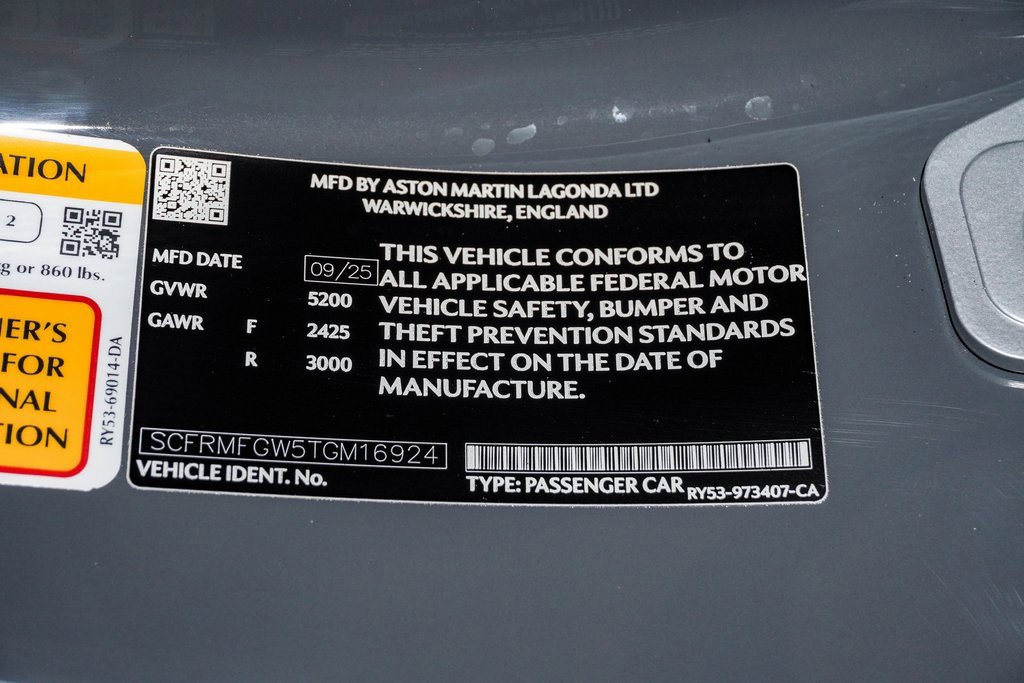 ATION
2
g or 860 lbs.
ER'S
FOR
NAL
TION
RY53-69014-DA
MFD BY ASTON MARTIN LAGONDA LTD
WARWICKSHIRE, ENGLAND
MFD DATE 09/25
GVWR 5200
GAWR F 2425
R 3000
THIS VEHICLE CONFORMS TO
ALL APPLICABLE FEDERAL MOTOR
VEHICLE SAFETY, BUMPER AND
THEFT PREVENTION STANDARDS
IN EFFECT ON THE DATE OF
MANUFACTURE.
SCFRMFGW5TGM16924
VEHICLE IDENT. No.
TYPE: PASSENGER CAR
RY53-973407-CA